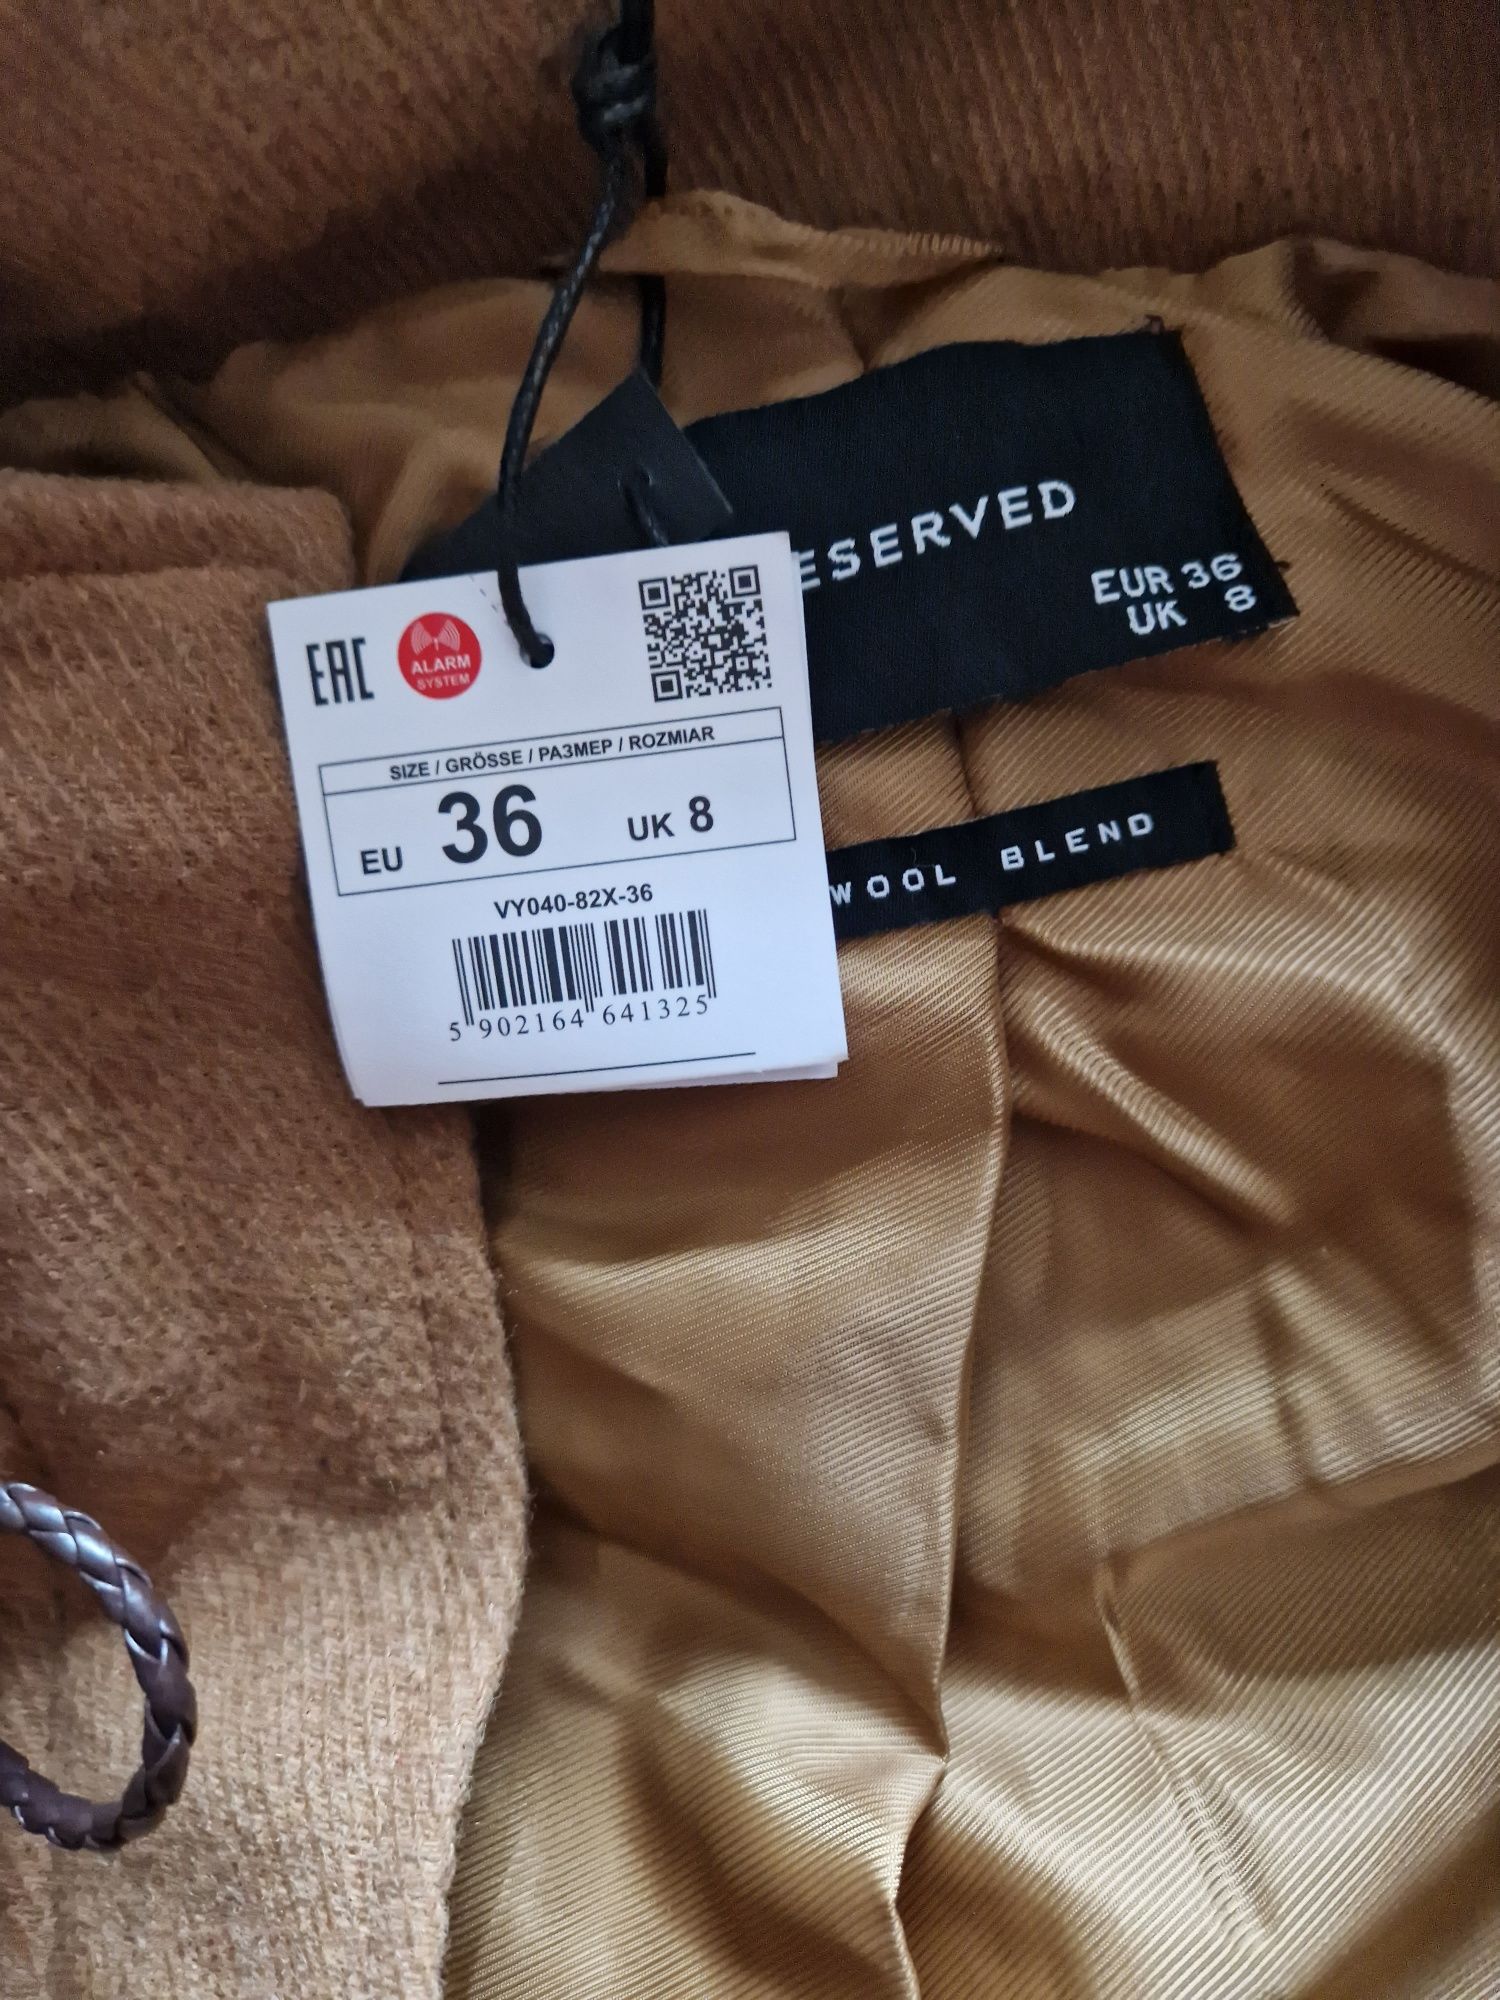 ESERVED
EUR 36
UK 8
EAC
ALARM
SYSTEM
SIZE / GRÖSSE / РАЗМЕР / ROZMIAR
EU 36 UK 8
VY040-82X-36
5 902164 641325
WOOL BLEND